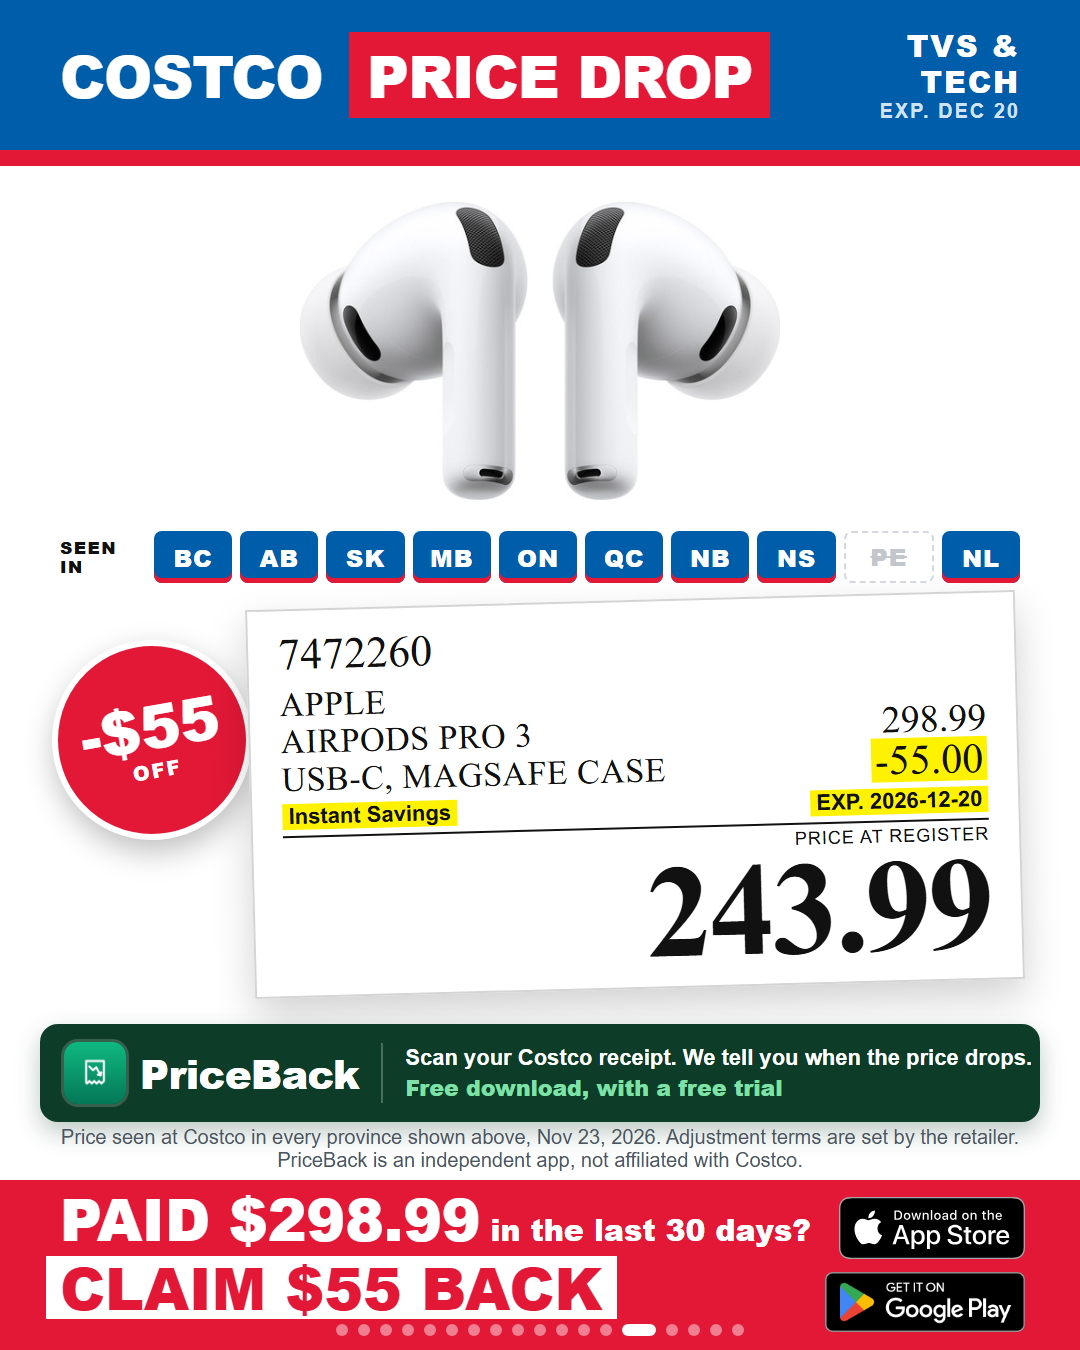 COSTCO PRICE DROP
TVS &
TECH
EXP. DEC 20
SEEN
IN
BC AB SK MB ON QC NB NS PE NL
-$55
OFF
7472260
APPLE
AIRPODS PRO 3
USB-C, MAGSAFE CASE
Instant Savings
298.99
-55.00
EXP. 2026-12-20
PRICE AT REGISTER
243.99
PriceBack
Scan your Costco receipt. We tell you when the price drops.
Free download, with a free trial
Price seen at Costco in every province shown above, Nov 23, 2026. Adjustment terms are set by the retailer.
PriceBack is an independent app, not affiliated with Costco.
PAID $298.99 in the last 30 days?
CLAIM $55 BACK
Download on the
App Store
GET IT ON
Google Play